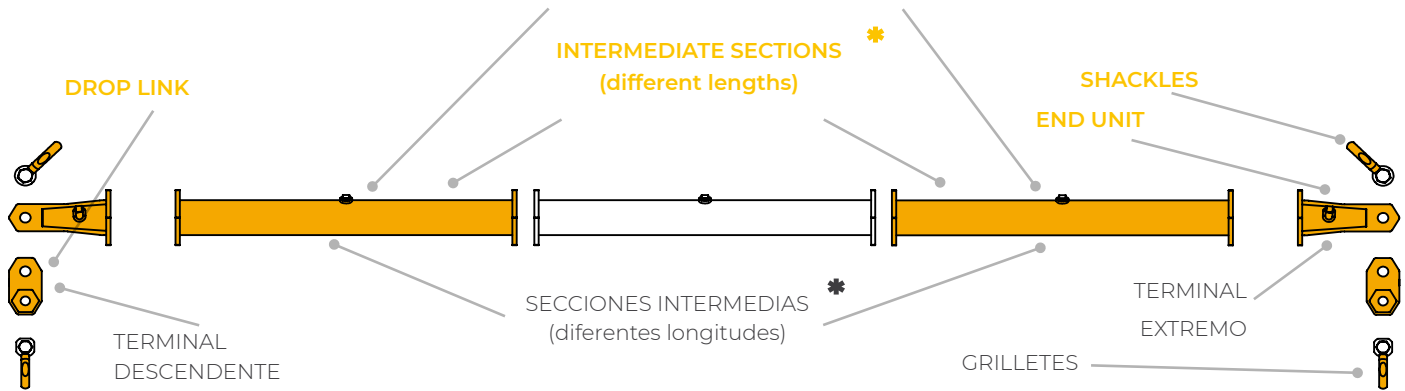 INTERMEDIATE SECTIONS *
(different lengths)
DROP LINK
SHACKLES
END UNIT
SECCIONES INTERMEDIAS *
(diferentes longitudes)
TERMINAL
EXTREMO
TERMINAL
DESCENDENTE
GRILLETES